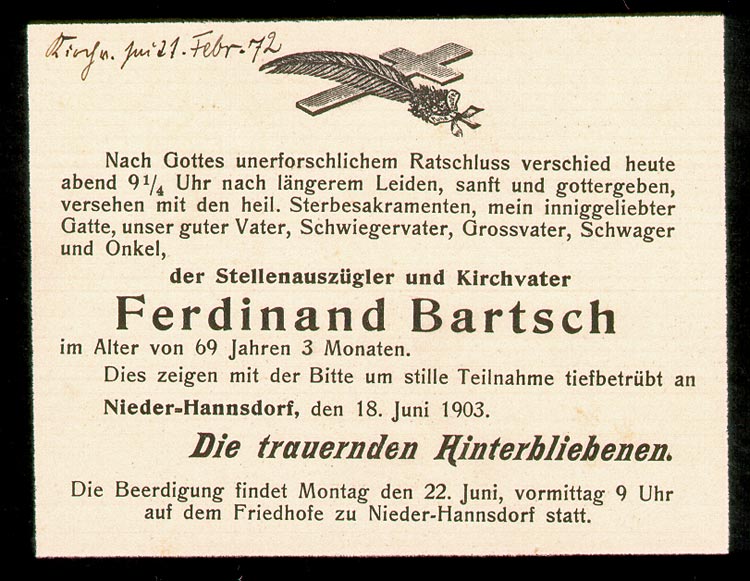 Kirchv. seit 21. Febr. 72
Nach Gottes unerforschlichem Ratschluss verschied heute
abend 9¼ Uhr nach längerem Leiden, sanft und gottergeben,
versehen mit den heil. Sterbesakramenten, mein inniggeliebter
Gatte, unser guter Vater, Schwiegervater, Grossvater, Schwager
und Onkel,
der Stellenauszügler und Kirchvater
Ferdinand Bartsch
im Alter von 69 Jahren 3 Monaten.
Dies zeigen mit der Bitte um stille Teilnahme tiefbetrübt an
Nieder-Hannsdorf, den 18. Juni 1903.
Die trauernden Hinterbliebenen.
Die Beerdigung findet Montag den 22. Juni, vormittag 9 Uhr
auf dem Friedhofe zu Nieder-Hannsdorf statt.